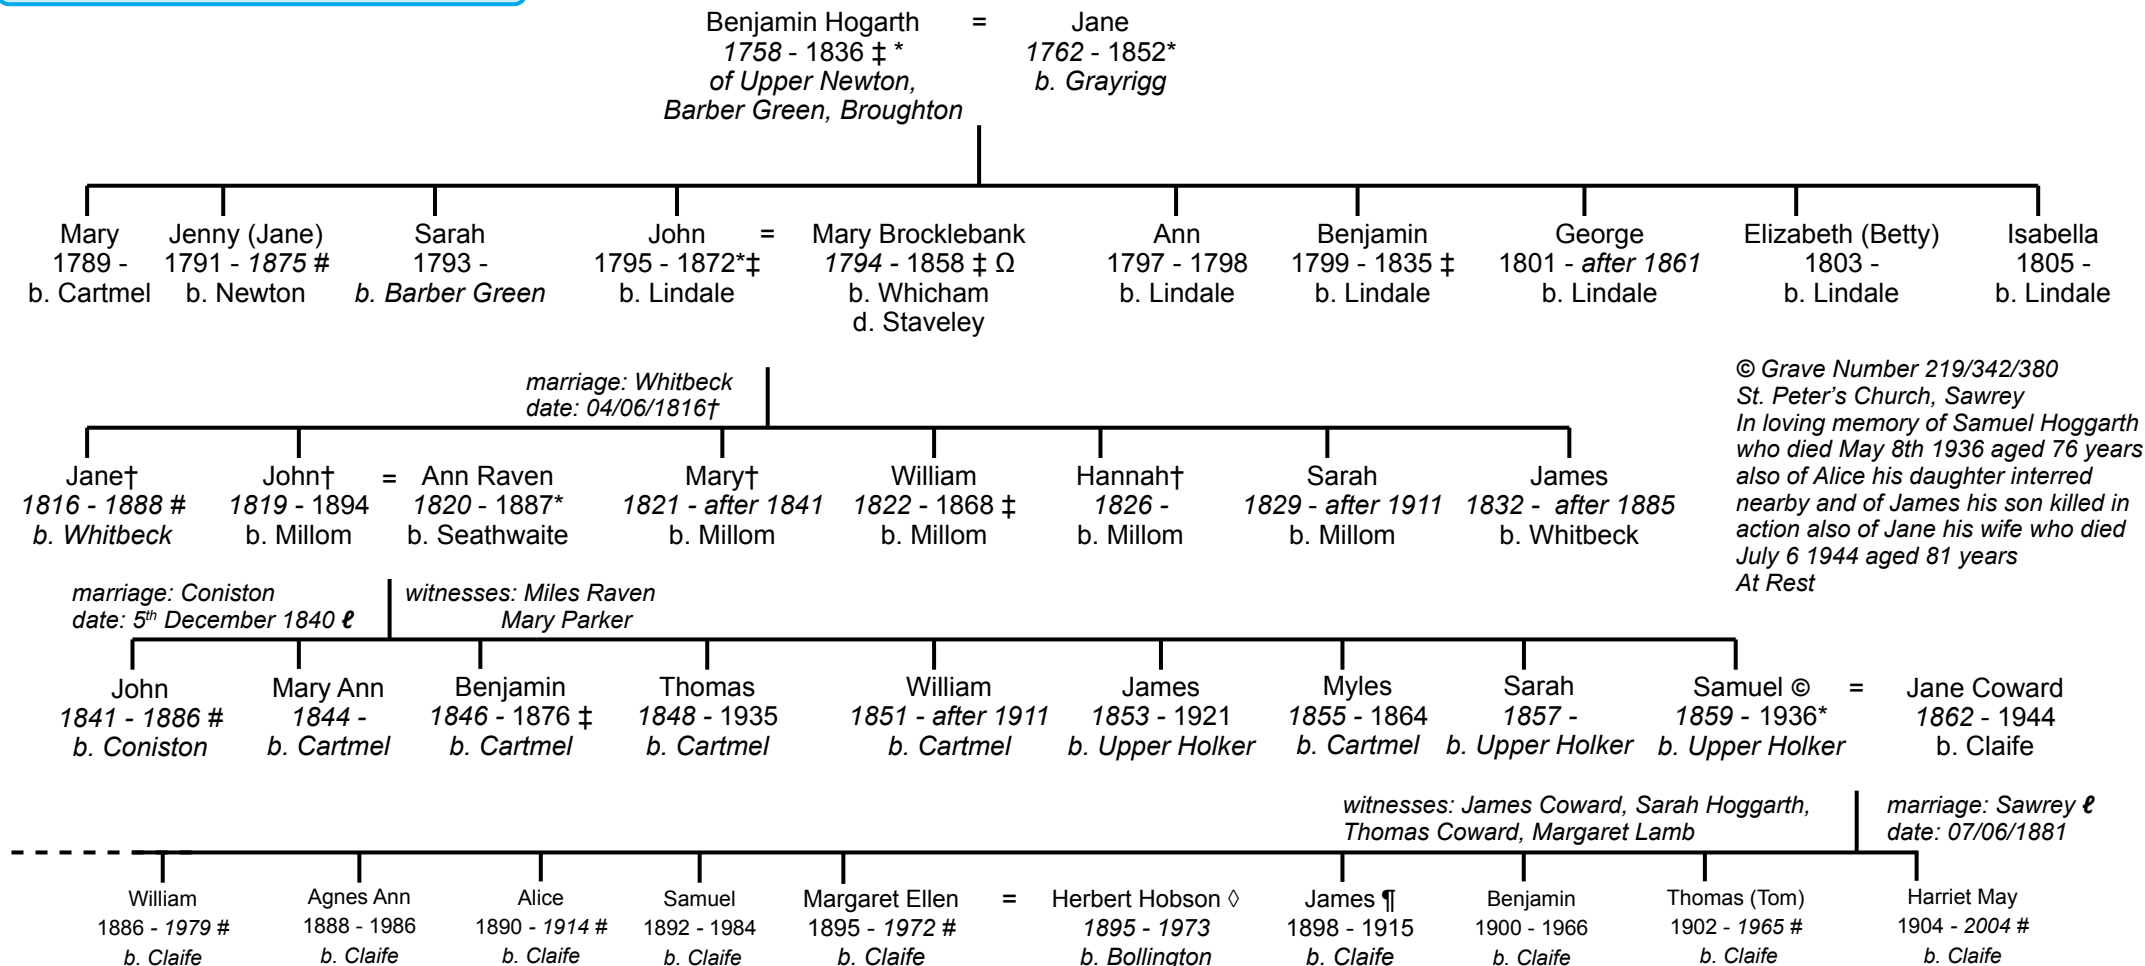 Benjamin Hogarth = Jane
1758 - 1836 ‡ * 1762 - 1852*
of Upper Newton, b. Grayrigg
Barber Green, Broughton
Mary Jenny (Jane) Sarah John = Mary Brocklebank Ann Benjamin George Elizabeth (Betty) Isabella
1789 - 1791 - 1875 # 1793 - 1795 - 1872*‡ 1794 - 1858 ‡ Ω 1797 - 1798 1799 - 1835 ‡ 1801 - after 1861 1803 - 1805 -
b. Cartmel b. Newton b. Barber Green b. Lindale b. Whicham b. Lindale b. Lindale b. Lindale b. Lindale b. Lindale
d. Staveley
marriage: Whitbeck
date: 04/06/1816†
© Grave Number 219/342/380
St. Peter's Church, Sawrey
In loving memory of Samuel Hoggarth
who died May 8th 1936 aged 76 years
also of Alice his daughter interred
nearby and of James his son killed in
action also of Jane his wife who died
July 6 1944 aged 81 years
At Rest
Jane† John† = Ann Raven Mary† William Hannah† Sarah James
1816 - 1888 # 1819 - 1894 1820 - 1887* 1821 - after 1841 1822 - 1868 ‡ 1826 - 1829 - after 1911 1832 - after 1885
b. Whitbeck b. Millom b. Seathwaite b. Millom b. Millom b. Millom b. Millom b. Whitbeck
marriage: Coniston witnesses: Miles Raven
date: 5th December 1840 ℓ Mary Parker
John Mary Ann Benjamin Thomas William James Myles Sarah Samuel © = Jane Coward
1841 - 1886 # 1844 - 1846 - 1876 ‡ 1848 - 1935 1851 - after 1911 1853 - 1921 1855 - 1864 1857 - 1859 - 1936* 1862 - 1944
b. Coniston b. Cartmel b. Cartmel b. Cartmel b. Cartmel b. Upper Holker b. Cartmel b. Upper Holker b. Upper Holker b. Claife
witnesses: James Coward, Sarah Hoggarth, marriage: Sawrey ℓ
Thomas Coward, Margaret Lamb date: 07/06/1881
William Agnes Ann Alice Samuel Margaret Ellen = Herbert Hobson ◊ James ¶ Benjamin Thomas (Tom) Harriet May
1886 - 1979 # 1888 - 1986 1890 - 1914 # 1892 - 1984 1895 - 1972 # 1895 - 1973 1898 - 1915 1900 - 1966 1902 - 1965 # 1904 - 2004 #
b. Claife b. Claife b. Claife b. Claife b. Claife b. Bollington b. Claife b. Claife b. Claife b. Claife